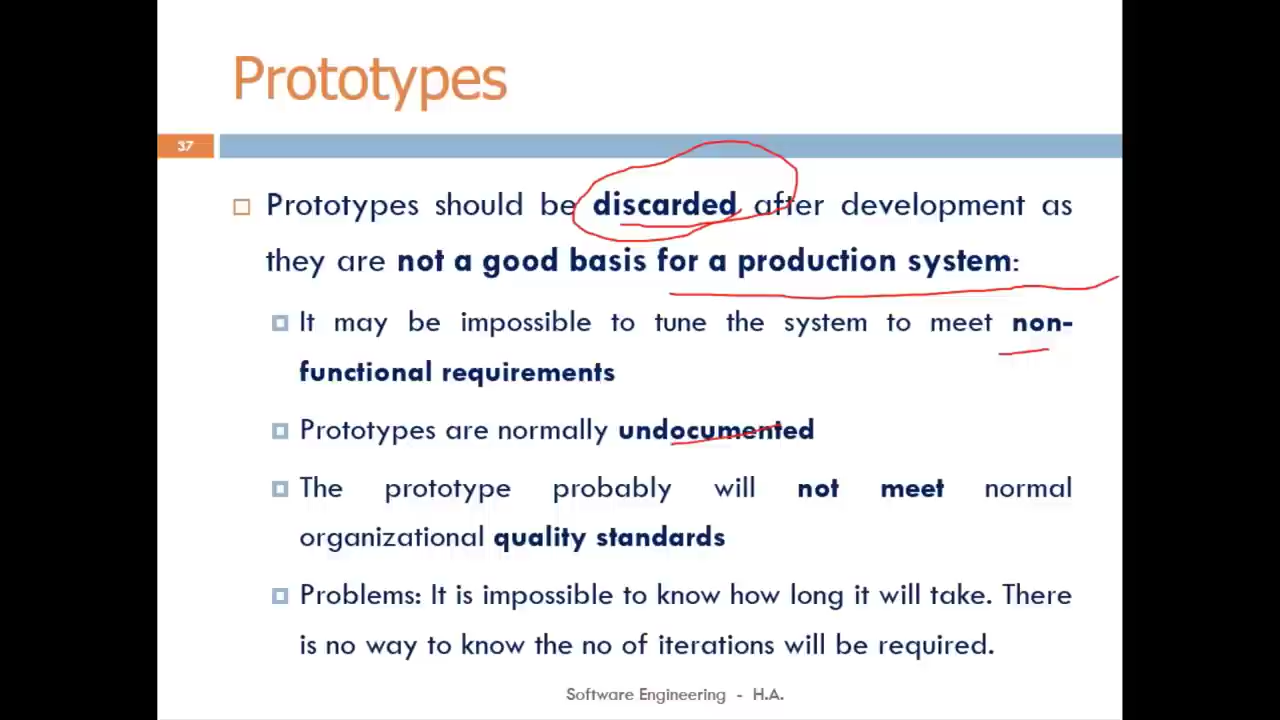 Prototypes
37
Prototypes should be discarded after development as
they are not a good basis for a production system:
It may be impossible to tune the system to meet non-
functional requirements
Prototypes are normally undocumented
The prototype probably will not meet normal
organizational quality standards
Problems: It is impossible to know how long it will take. There
is no way to know the no of iterations will be required.
Software Engineering - H.A.